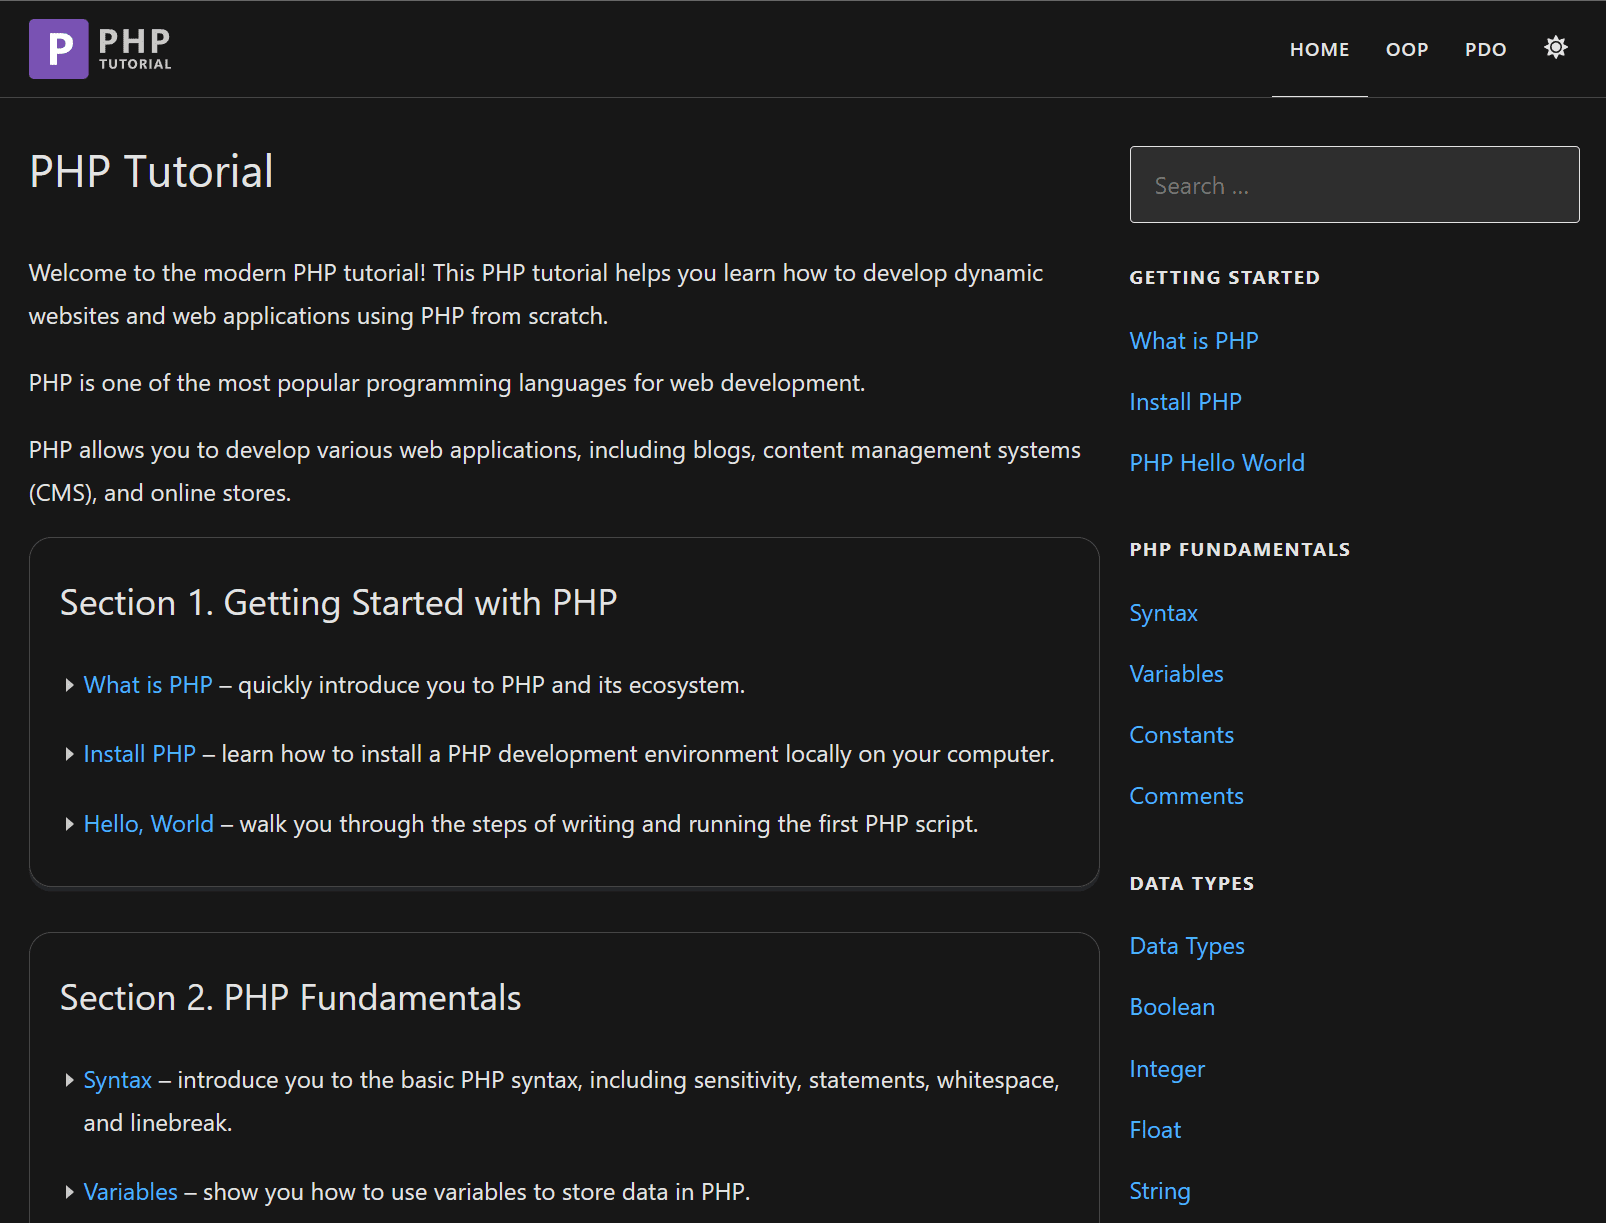 P PHP
TUTORIAL
HOME OOP PDO
PHP Tutorial
Welcome to the modern PHP tutorial! This PHP tutorial helps you learn how to develop dynamic
websites and web applications using PHP from scratch.
PHP is one of the most popular programming languages for web development.
PHP allows you to develop various web applications, including blogs, content management systems
(CMS), and online stores.
Section 1. Getting Started with PHP
What is PHP – quickly introduce you to PHP and its ecosystem.
Install PHP – learn how to install a PHP development environment locally on your computer.
Hello, World – walk you through the steps of writing and running the first PHP script.
Section 2. PHP Fundamentals
Syntax – introduce you to the basic PHP syntax, including sensitivity, statements, whitespace,
and linebreak.
Variables – show you how to use variables to store data in PHP.
Search ...
GETTING STARTED
What is PHP
Install PHP
PHP Hello World
PHP FUNDAMENTALS
Syntax
Variables
Constants
Comments
DATA TYPES
Data Types
Boolean
Integer
Float
String